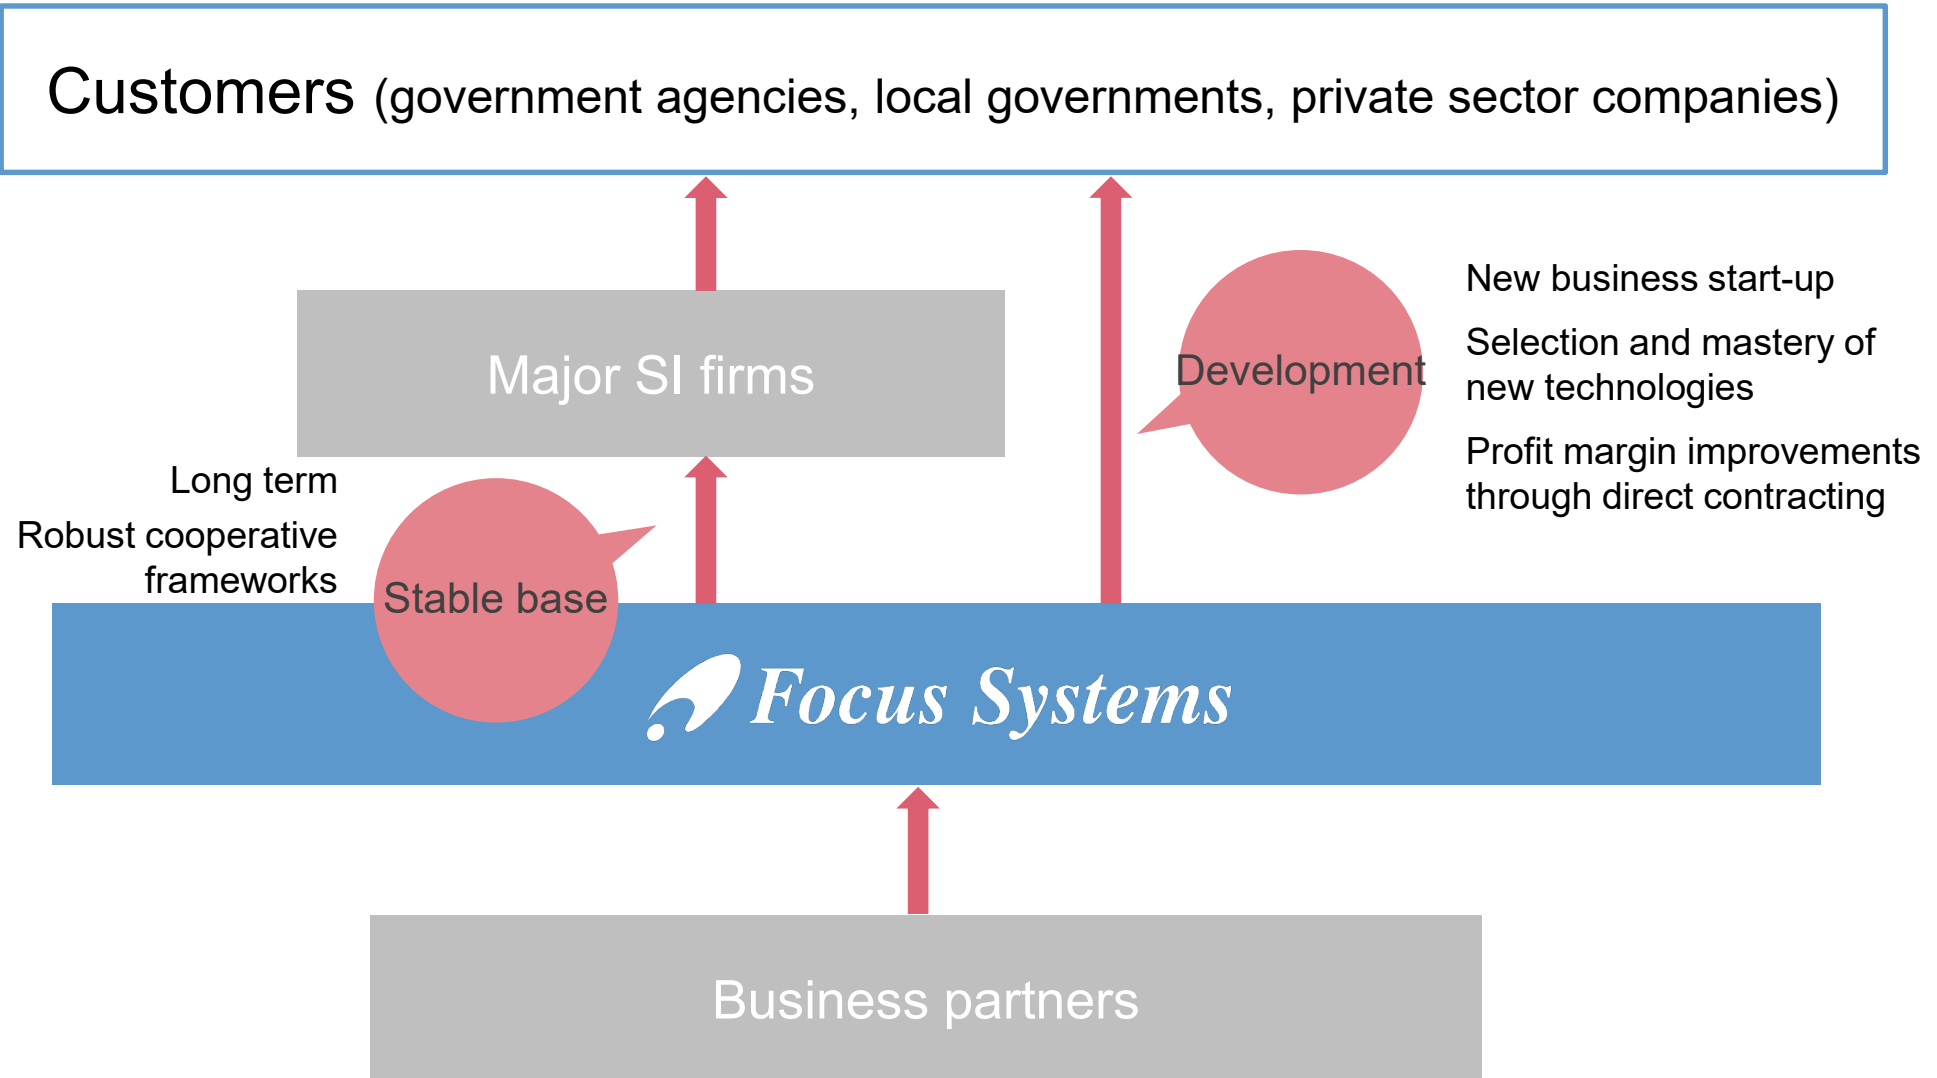 Customers (government agencies, local governments, private sector companies)
Major SI firms
Development
New business start-up
Selection and mastery of
new technologies
Profit margin improvements
through direct contracting
Long term
Robust cooperative
frameworks
Stable base
Focus Systems
Business partners